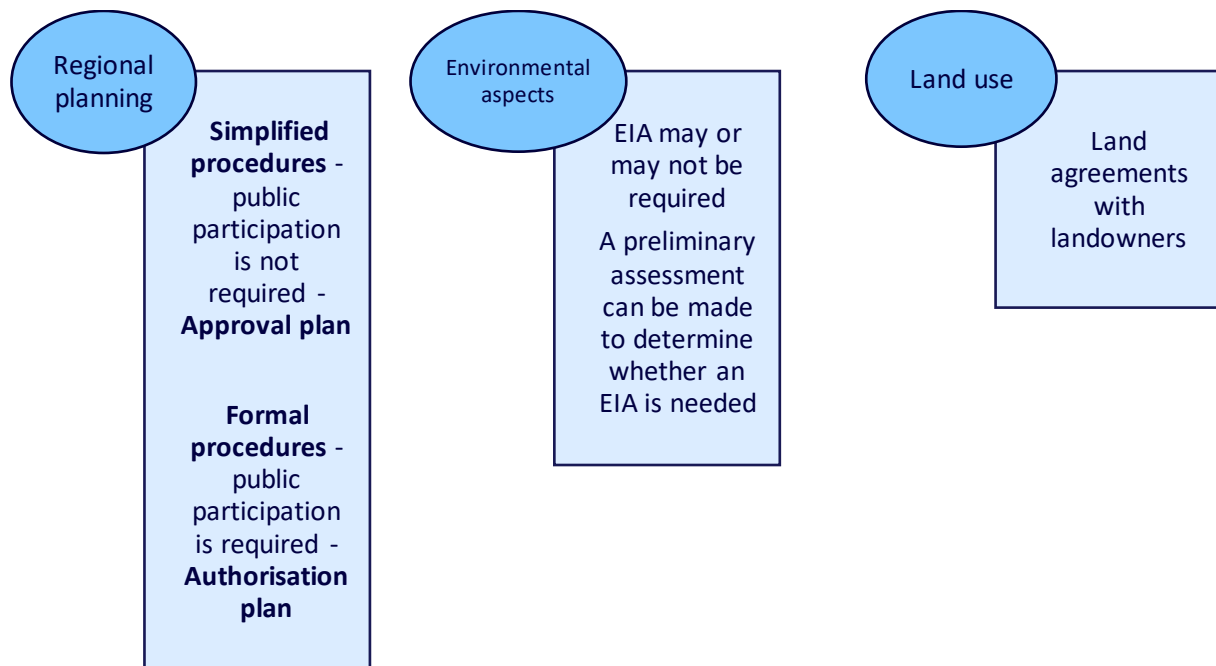 Regional
planning
Simplified
procedures -
public
participation
is not
required -
Approval plan
Formal
procedures -
public
participation
is required -
Authorisation
plan
Environmental
aspects
EIA may or
may not be
required
A preliminary
assessment
can be made
to determine
whether an
EIA is needed
Land use
Land
agreements
with
landowners